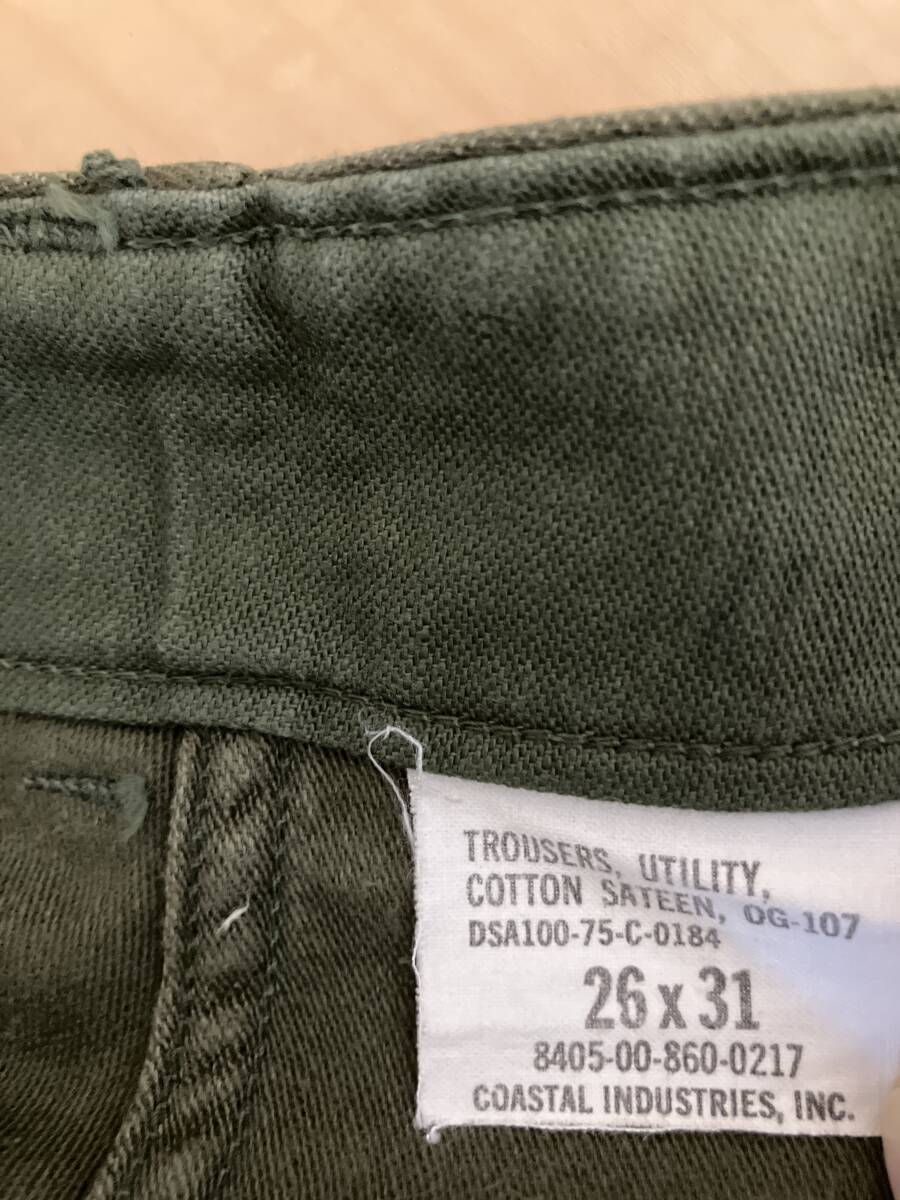 TROUSERS, UTILITY,
COTTON SATEEN, OG-107
DSA100-75-C-0184
26 x 31
8405-00-860-0217
COASTAL INDUSTRIES, INC.